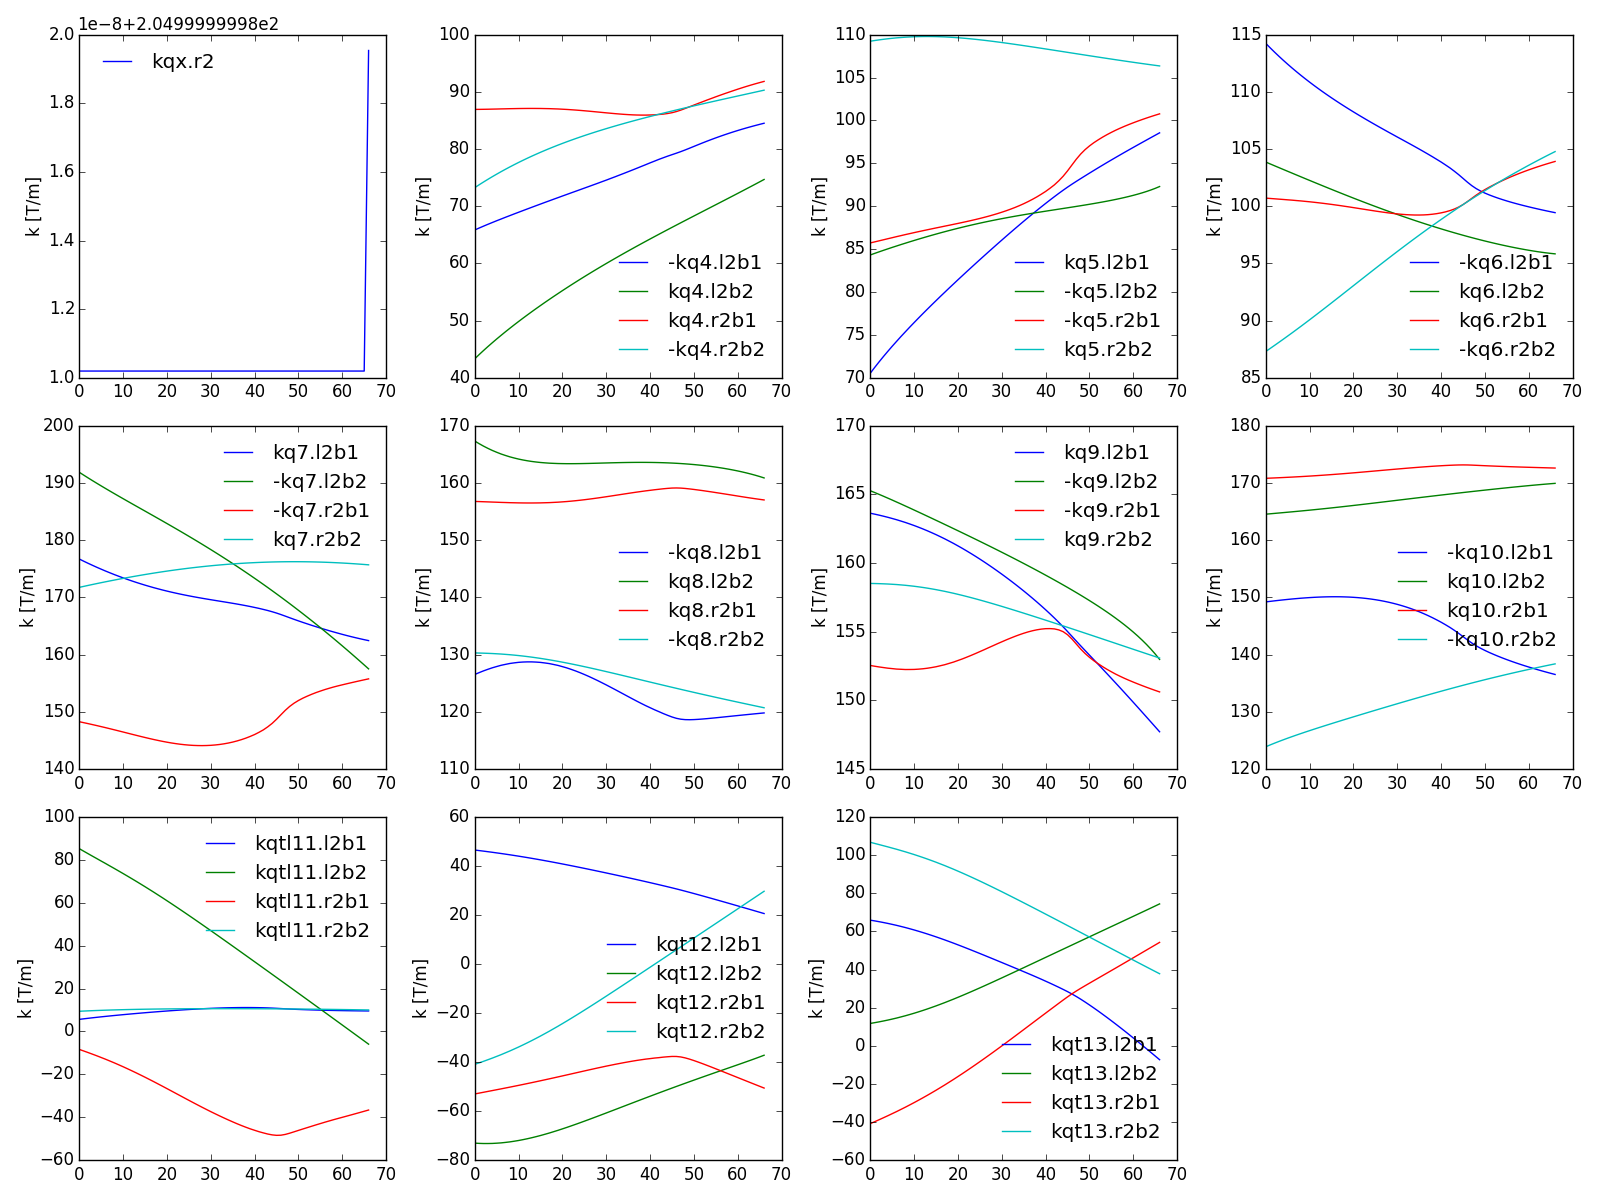 1e−8+2.0499999998e2
k [T/m]
2.0
1.8
1.6
1.4
1.2
1.0
0 10 20 30 40 50 60 70
kqx.r2
k [T/m]
100
90
80
70
60
50
40
0 10 20 30 40 50 60 70
-kq4.l2b1
kq4.l2b2
kq4.r2b1
-kq4.r2b2
k [T/m]
110
105
100
95
90
85
80
75
70
0 10 20 30 40 50 60 70
kq5.l2b1
-kq5.l2b2
-kq5.r2b1
kq5.r2b2
k [T/m]
115
110
105
100
95
90
85
0 10 20 30 40 50 60 70
-kq6.l2b1
kq6.l2b2
kq6.r2b1
-kq6.r2b2
k [T/m]
200
190
180
170
160
150
140
0 10 20 30 40 50 60 70
kq7.l2b1
-kq7.l2b2
-kq7.r2b1
kq7.r2b2
k [T/m]
170
160
150
140
130
120
110
0 10 20 30 40 50 60 70
-kq8.l2b1
kq8.l2b2
kq8.r2b1
-kq8.r2b2
k [T/m]
170
165
160
155
150
145
0 10 20 30 40 50 60 70
kq9.l2b1
-kq9.l2b2
-kq9.r2b1
kq9.r2b2
k [T/m]
180
170
160
150
140
130
120
0 10 20 30 40 50 60 70
-kq10.l2b1
kq10.l2b2
kq10.r2b1
-kq10.r2b2
k [T/m]
100
80
60
40
20
0
−20
−40
−60
0 10 20 30 40 50 60 70
kqtl11.l2b1
kqtl11.l2b2
kqtl11.r2b1
kqtl11.r2b2
k [T/m]
60
40
20
0
−20
−40
−60
−80
0 10 20 30 40 50 60 70
kqt12.l2b1
kqt12.l2b2
kqt12.r2b1
kqt12.r2b2
k [T/m]
120
100
80
60
40
20
0
−20
−40
−60
0 10 20 30 40 50 60 70
kqt13.l2b1
kqt13.l2b2
kqt13.r2b1
kqt13.r2b2